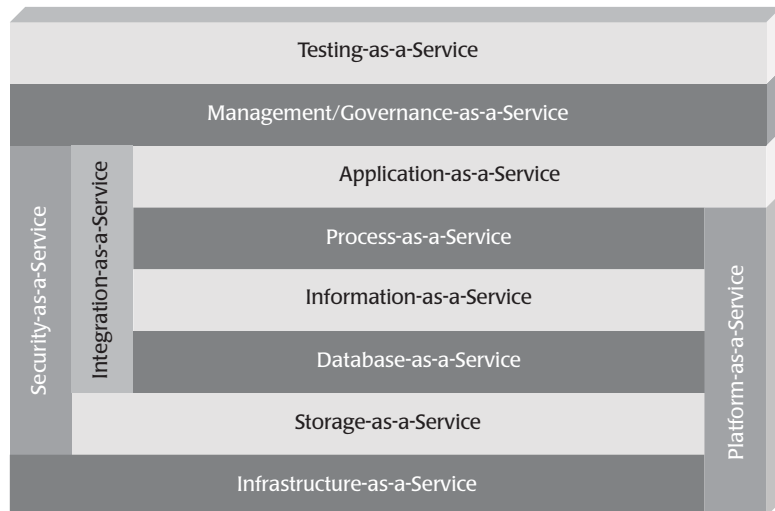 Testing-as-a-Service
Management/Governance-as-a-Service
Security-as-a-Service
Integration-as-a-Service
Application-as-a-Service
Process-as-a-Service
Information-as-a-Service
Database-as-a-Service
Storage-as-a-Service
Infrastructure-as-a-Service
Platform-as-a-Service